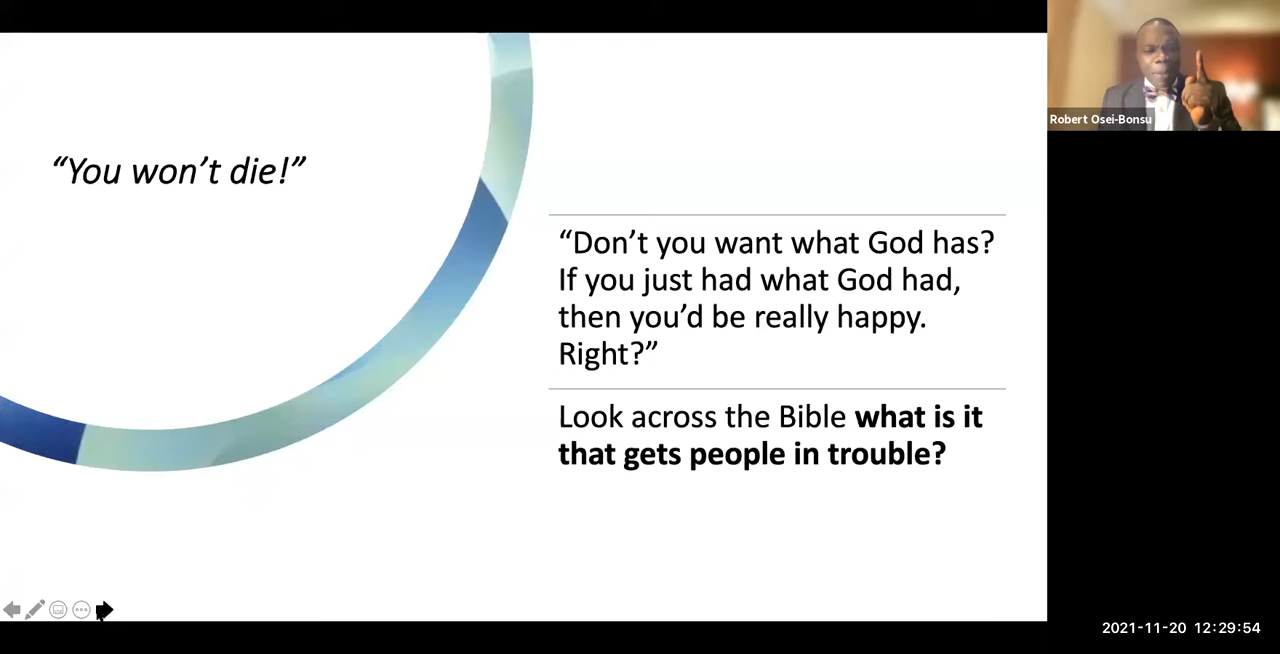 “You won’t die!”
“Don’t you want what God has?
If you just had what God had,
then you’d be really happy.
Right?”
Look across the Bible what is it
that gets people in trouble?
Robert Osei-Bonsu
2021-11-20 12:29:54